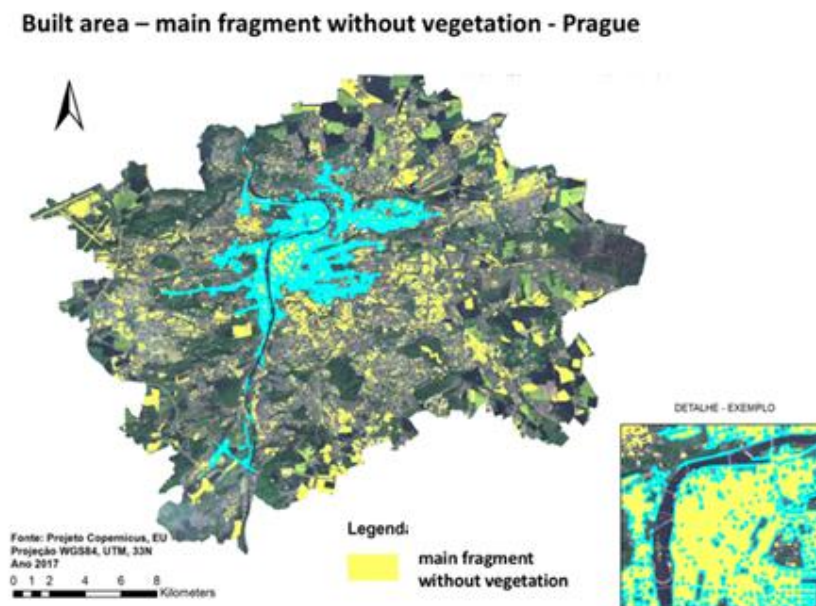 Built area – main fragment without vegetation - Prague
DETALHE - EXEMPLO
Fonte: Projeto Copernicus, EU
Projeção WGS84, UTM, 33N
Ano 2017
0 1 2 4 6 8
Kilometers
Legenda
main fragment
without vegetation